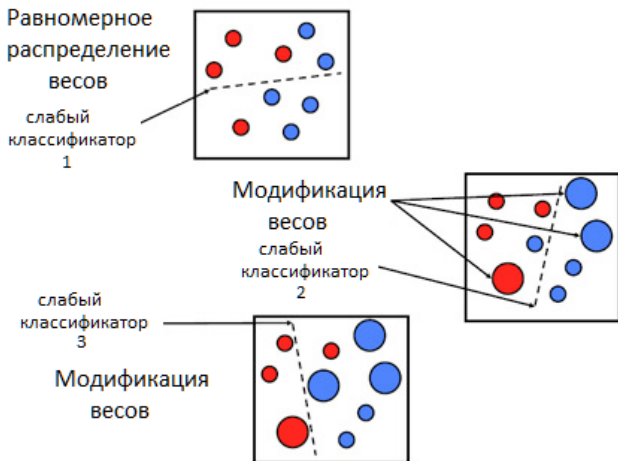 Равномерное
распределение
весов
слабый
классификатор
1
Модификация
весов
слабый
классификатор
2
слабый
классификатор
3
Модификация
весов